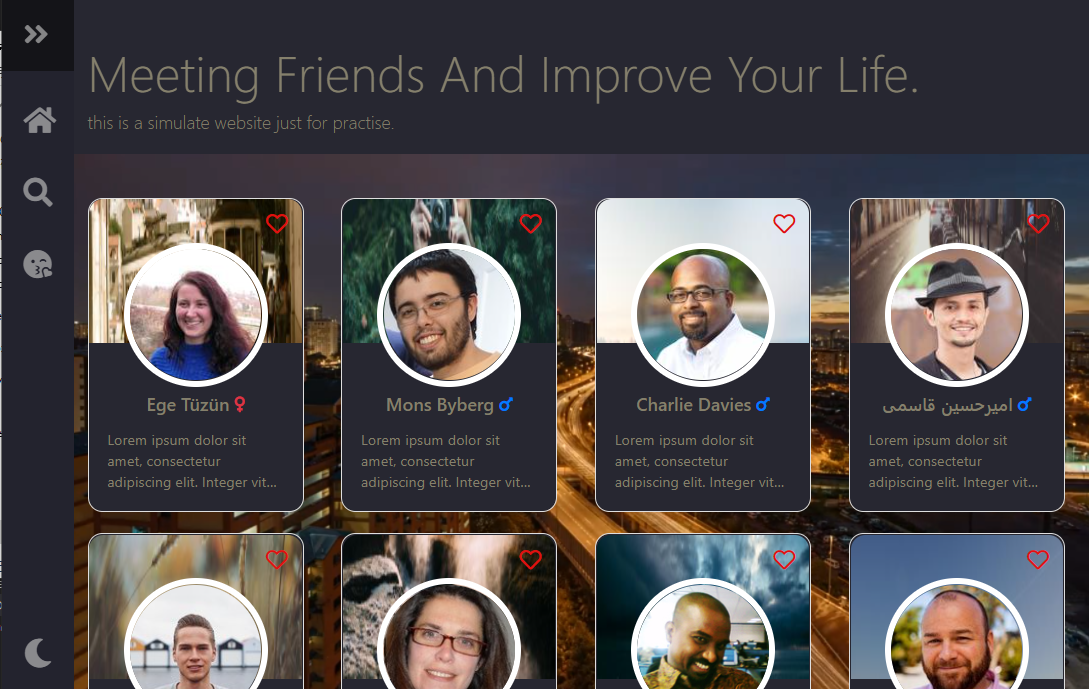 Meeting Friends And Improve Your Life.
this is a simulate website just for practise.
Ege Tüzün
Lorem ipsum dolor sit
amet, consectetur
adipiscing elit. Integer vit...
Mons Byberg
Lorem ipsum dolor sit
amet, consectetur
adipiscing elit. Integer vit...
Charlie Davies
Lorem ipsum dolor sit
amet, consectetur
adipiscing elit. Integer vit...
امیرحسین قاسمی
Lorem ipsum dolor sit
amet, consectetur
adipiscing elit. Integer vit...